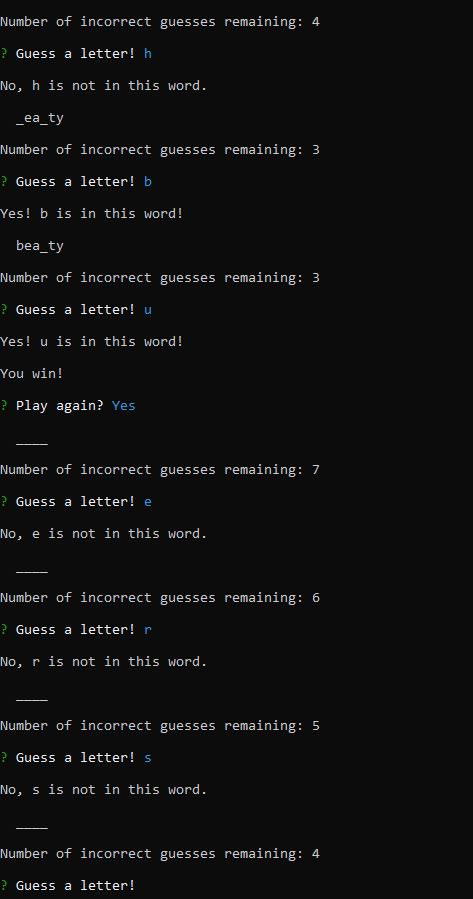 Number of incorrect guesses remaining: 4
? Guess a letter! h
No, h is not in this word.
_ea_ty
Number of incorrect guesses remaining: 3
? Guess a letter! b
Yes! b is in this word!
bea_ty
Number of incorrect guesses remaining: 3
? Guess a letter! u
Yes! u is in this word!
You win!
? Play again? Yes
____
Number of incorrect guesses remaining: 7
? Guess a letter! e
No, e is not in this word.
____
Number of incorrect guesses remaining: 6
? Guess a letter! r
No, r is not in this word.
____
Number of incorrect guesses remaining: 5
? Guess a letter! s
No, s is not in this word.
____
Number of incorrect guesses remaining: 4
? Guess a letter!